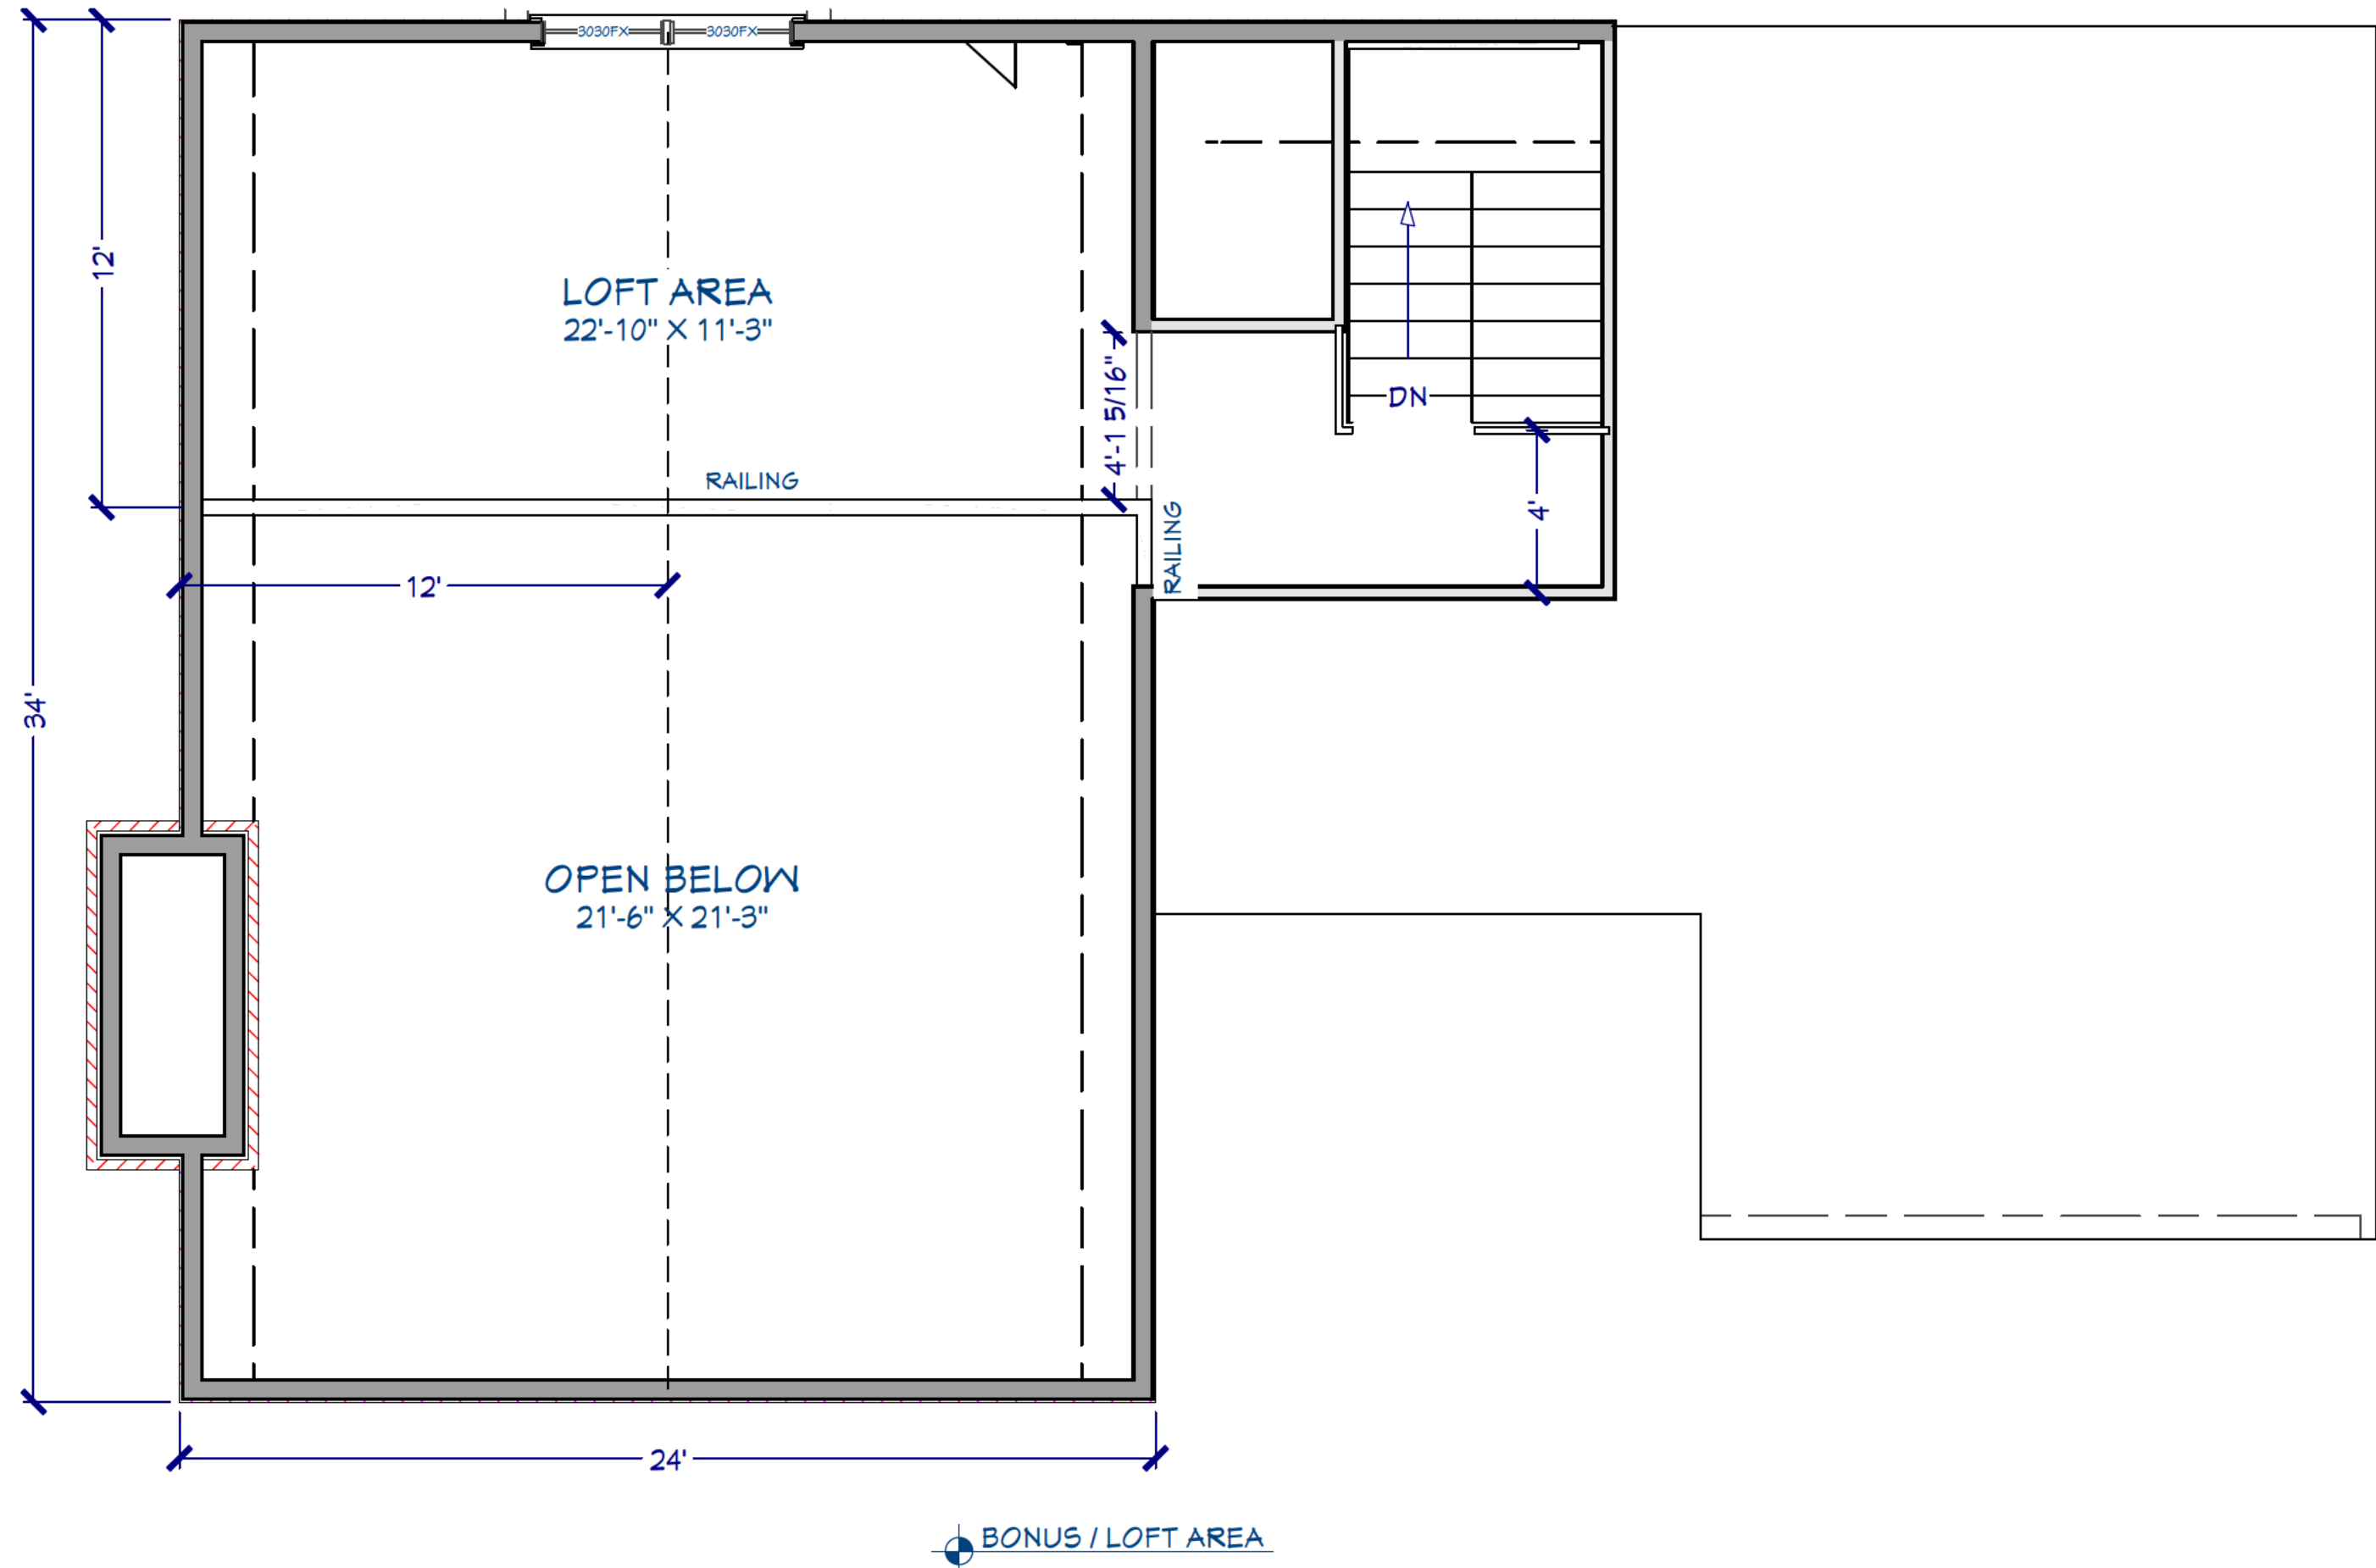 3030FX 3030FX
12'
LOFT AREA
22'-10" X 11'-3"
4'-1 5/16"
DN
RAILING
RAILING
4'
12'
34'
OPEN BELOW
21'-6" X 21'-3"
24'
BONUS / LOFT AREA